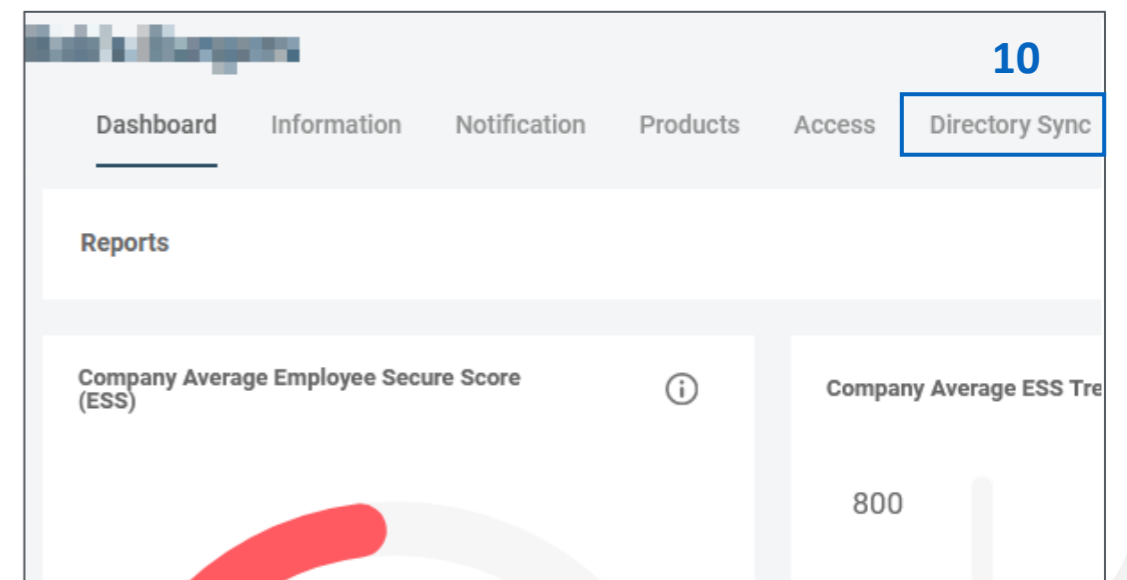 10
Dashboard Information Notification Products Access Directory Sync
Reports
Company Average Employee Secure Score
(ESS)
Company Average ESS Tre
800